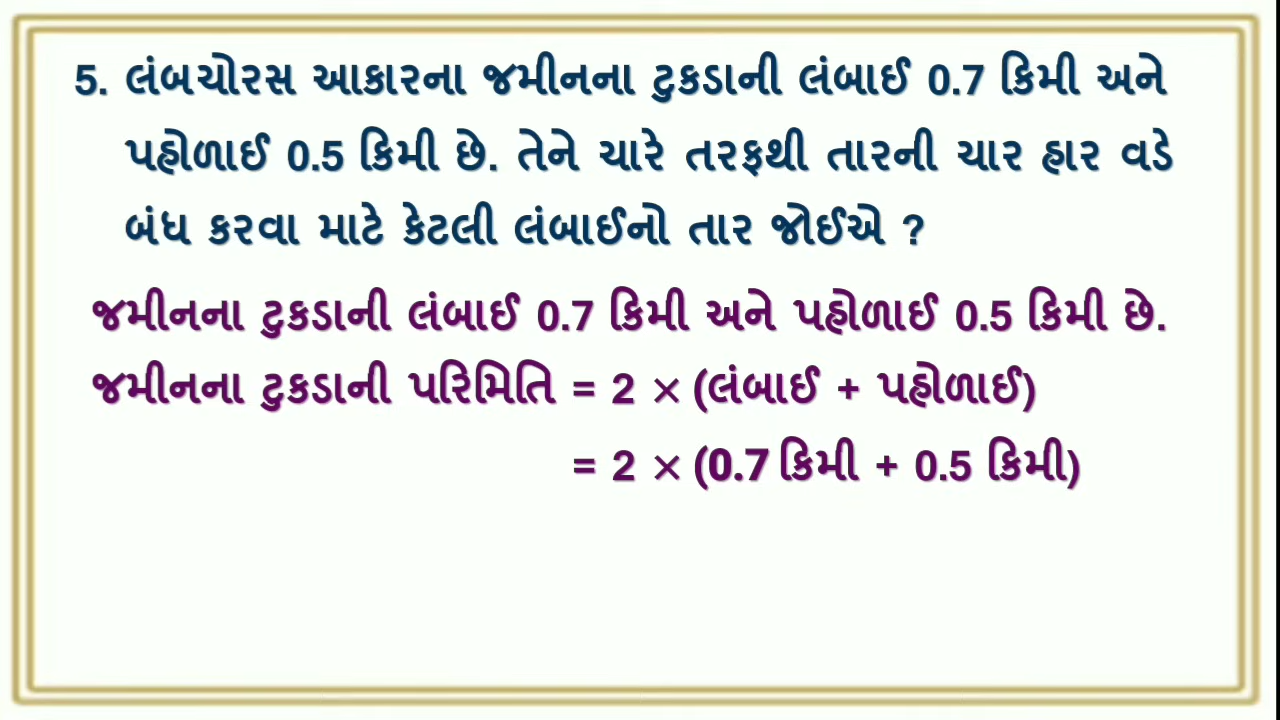 5. લંબચોરસ આકારના જમીનના ટુકડાની લંબાઈ 0.7 કિમી અને
પહોળાઈ 0.5 કિમી છે. તેને ચારે તરફથી તારની ચાર હાર વડે
બંધ કરવા માટે કેટલી લંબાઈનો તાર જોઈએ ?
જમીનના ટુકડાની લંબાઈ 0.7 કિમી અને પહોળાઈ 0.5 કિમી છે.
જમીનના ટુકડાની પરિમિતિ = 2 × (લંબાઈ + પહોળાઈ)
= 2 × (0.7 કિમી + 0.5 કિમી)